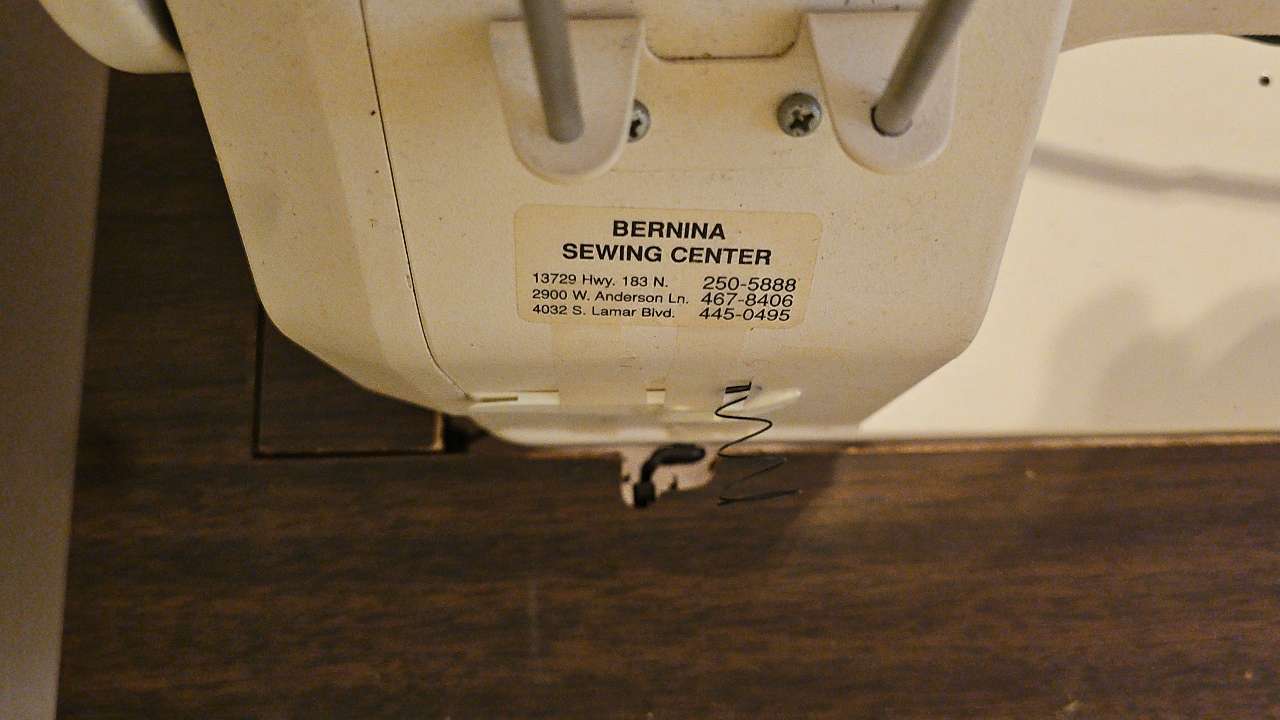 BERNINA
SEWING CENTER
13729 Hwy. 183 N. 250-5888
2900 W. Anderson Ln. 467-8406
4032 S. Lamar Blvd. 445-0495